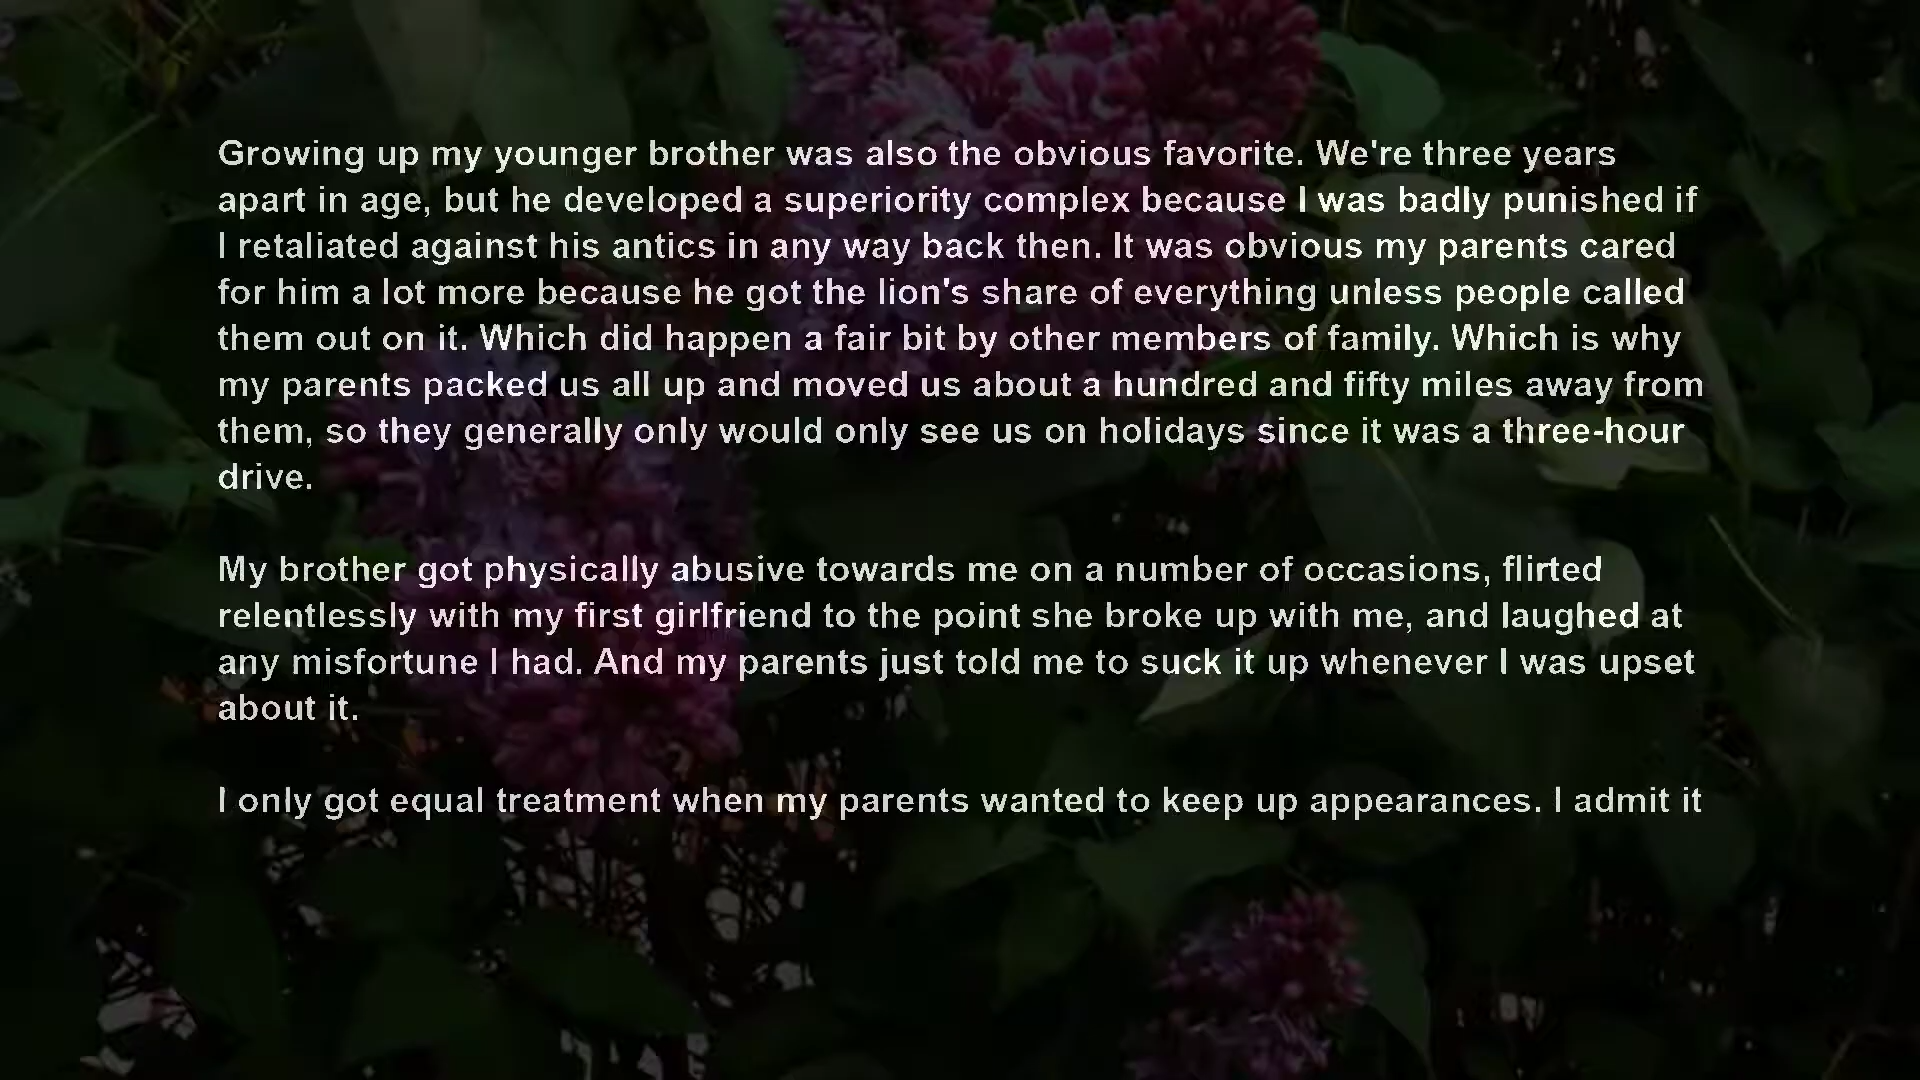 Growing up my younger brother was also the obvious favorite. We're three years
apart in age, but he developed a superiority complex because I was badly punished if
I retaliated against his antics in any way back then. It was obvious my parents cared
for him a lot more because he got the lion's share of everything unless people called
them out on it. Which did happen a fair bit by other members of family. Which is why
my parents packed us all up and moved us about a hundred and fifty miles away from
them, so they generally only would only see us on holidays since it was a three-hour
drive.
My brother got physically abusive towards me on a number of occasions, flirted
relentlessly with my first girlfriend to the point she broke up with me, and laughed at
any misfortune I had. And my parents just told me to suck it up whenever I was upset
about it.
I only got equal treatment when my parents wanted to keep up appearances. I admit it